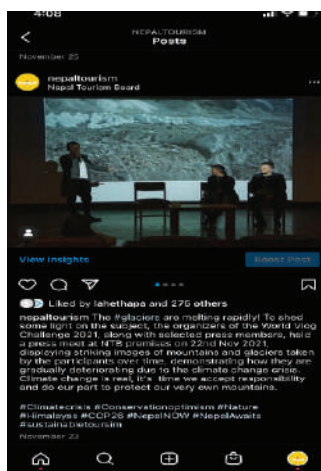 4:08
NEPALTOURISM
Posts
November 25
nepaltourism
Nepal Tourism Board
View Insights
Boost Post
Liked by lahethapa and 276 others
nepaltourism The #glaciers are melting rapidly! To shed
some light on the subject, the organizers of the World Vlog
Challenge 2021, along with selected press members, held
a press meet at NTB premises on 22nd Nov 2021,
displaying striking images of mountains and glaciers taken
by the participants over time, demonstrating how they are
gradually deteriorating due to the climate change crisis.
Climate change is real, it's time we accept responsibility
and do our part to protect our very own mountains.
#Climatecrisis #Conservationoptimism #Nature
#Himalayas #COP26 #NepalNOW #NepalAwaits
#sustainabletoursim
November 23